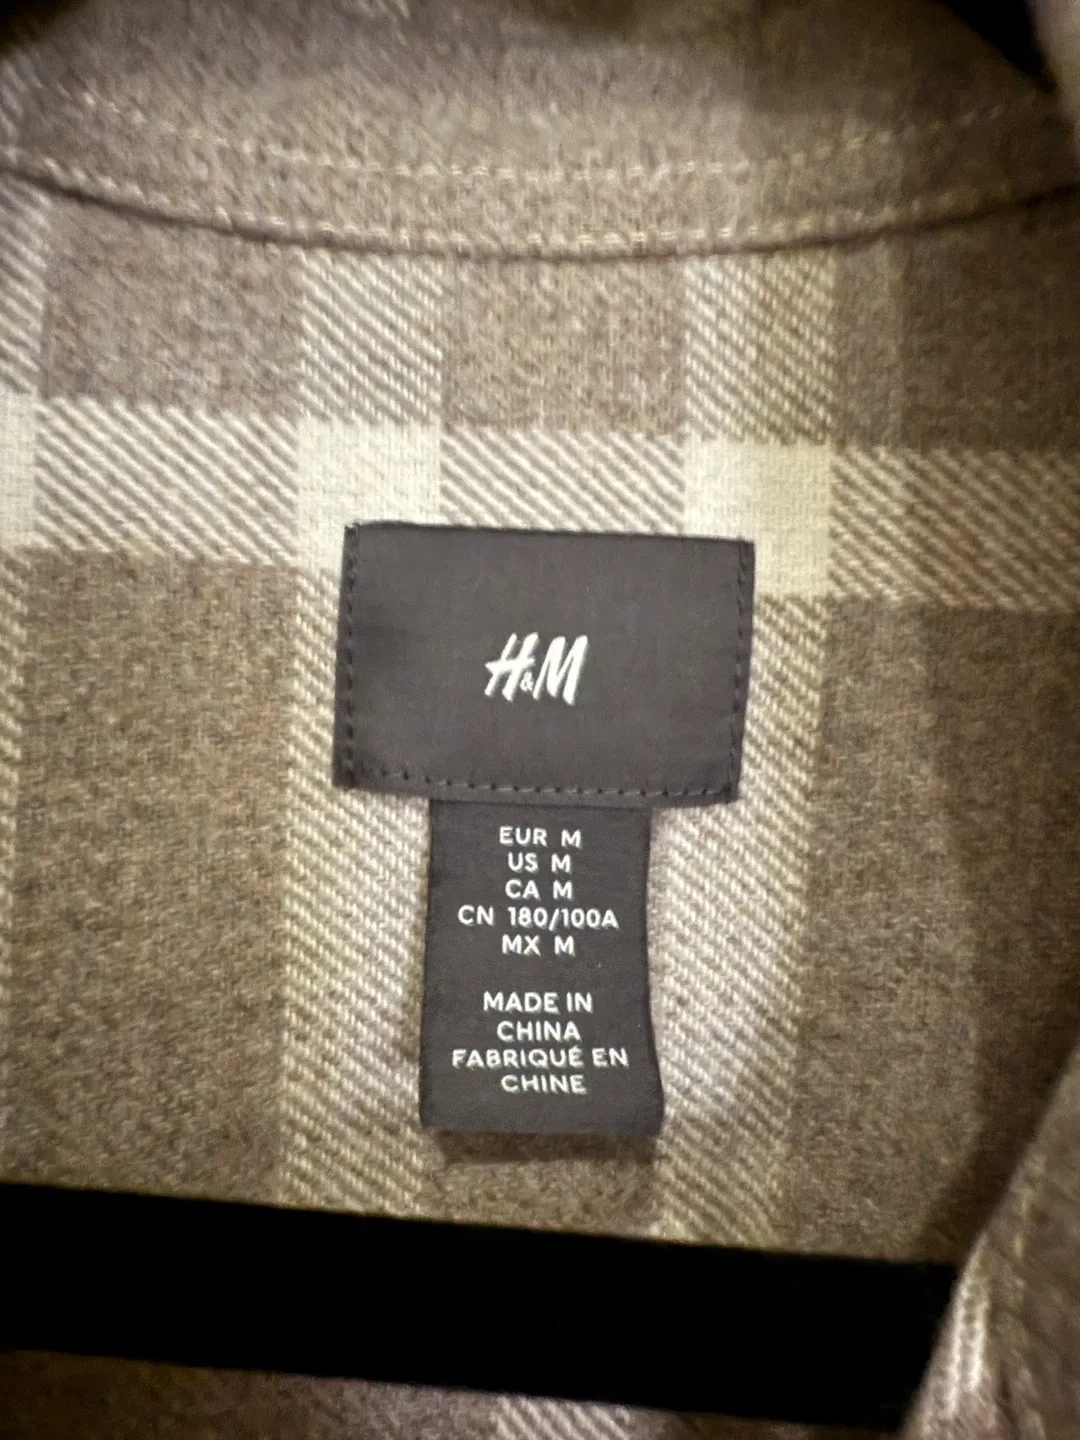 H&M
EUR M
US M
CA M
CN 180/100A
MX M
MADE IN
CHINA
FABRIQUÉ EN
CHINE